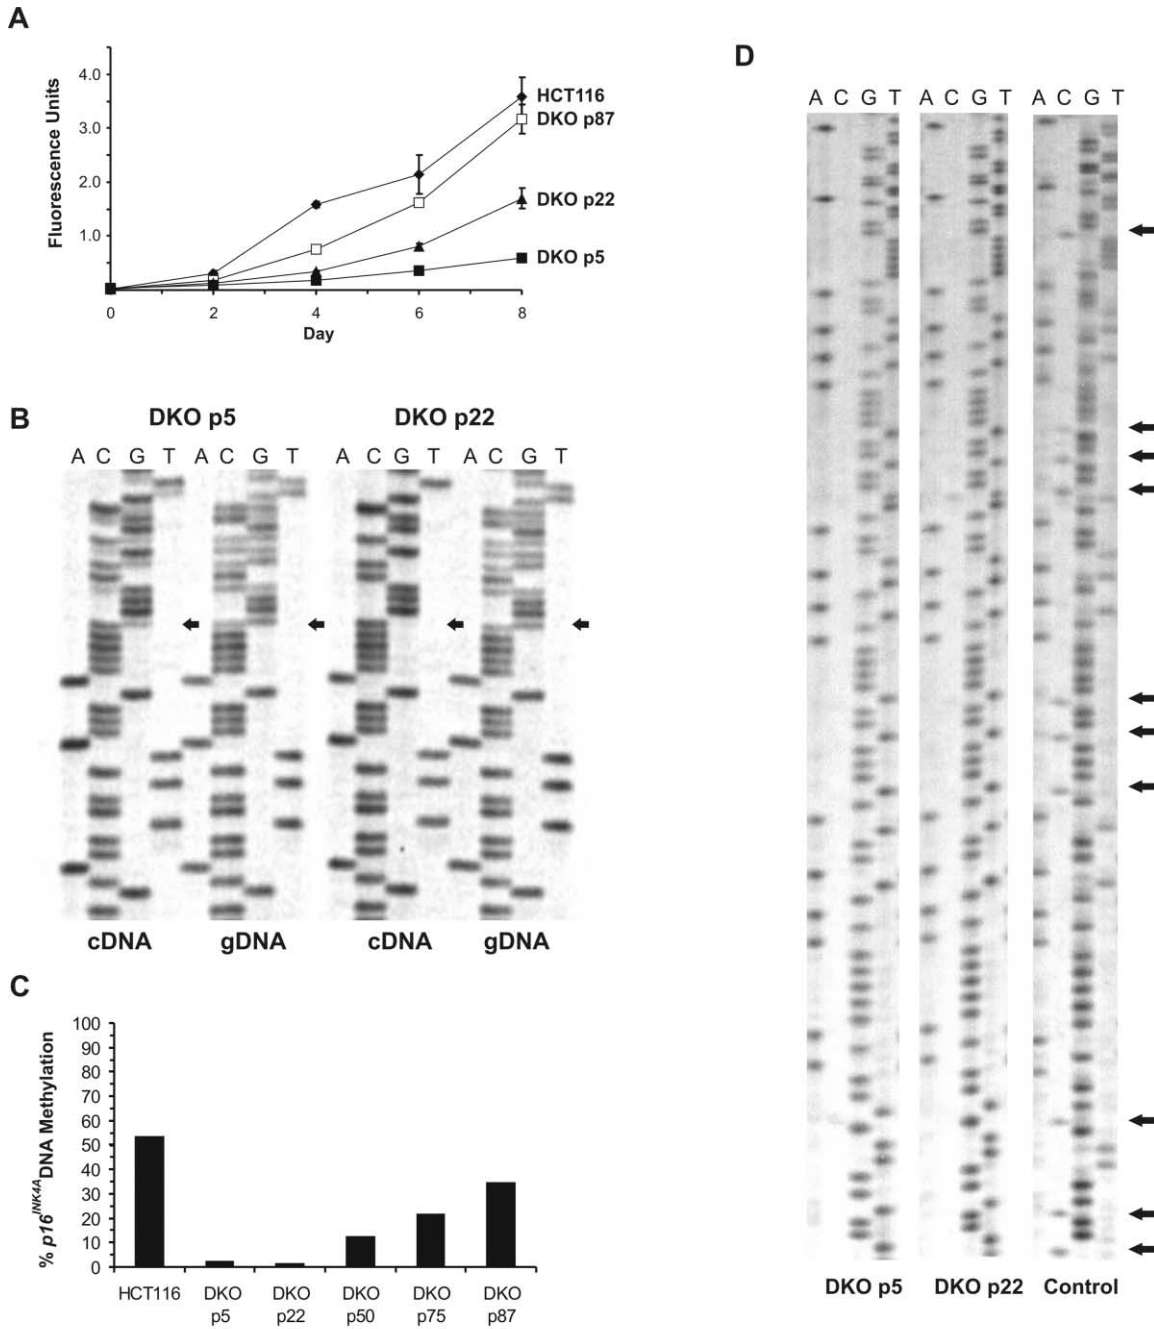 A
Fluorescence Units
4.0
3.0
2.0
1.0
0 2 4 6 8
Day
HCT116
DKO p87
DKO p22
DKO p5
B
DKO p5 DKO p22
A C G T A C G T A C G T A C G T
cDNA gDNA cDNA gDNA
C
% p16INK4A DNA Methylation
100
90
80
70
60
50
40
30
20
10
0
HCT116 DKO p5 DKO p22 DKO p50 DKO p75 DKO p87
D
A C G T A C G T A C G T
DKO p5 DKO p22 Control